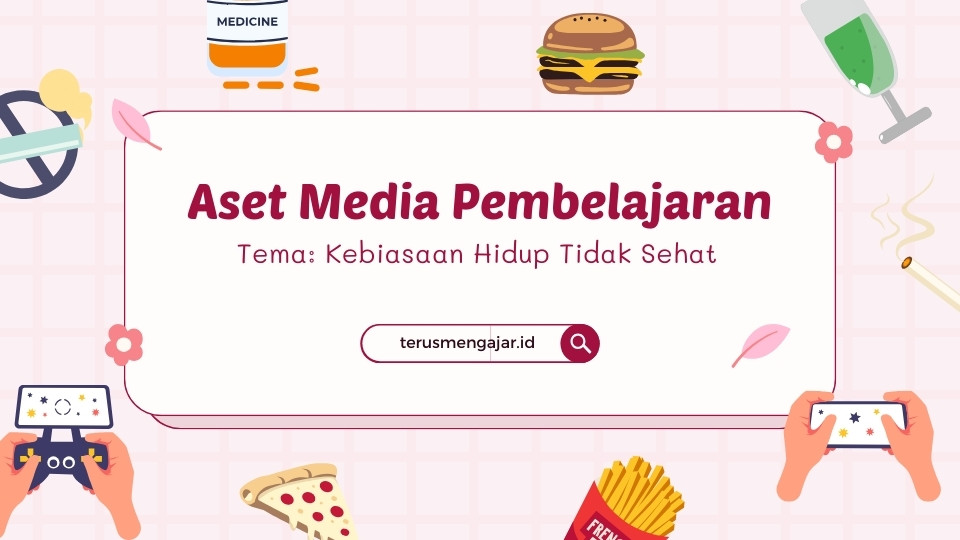 MEDICINE
Aset Media Pembelajaran
Tema: Kebiasaan Hidup Tidak Sehat
terusmengajar.id